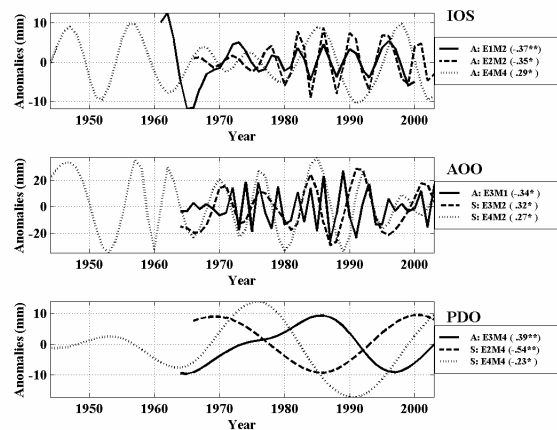 IOS
10
0
-10
Anomalies (mm)
1950
1960
1970
1980
1990
2000
Year
A: E1M2 (-.37**)
A: E2M2 (-.35*)
A: E4M4 ( .29*)
AOO
20
0
-20
Anomalies (mm)
1950
1960
1970
1980
1990
2000
Year
A: E3M1 (-.34*)
S: E3M2 ( .32*)
S: E4M2 ( .27*)
PDO
10
0
-10
Anomalies (mm)
1950
1960
1970
1980
1990
2000
Year
A: E3M4 ( .39**)
S: E2M4 (-.54**)
S: E4M4 (-.23*)